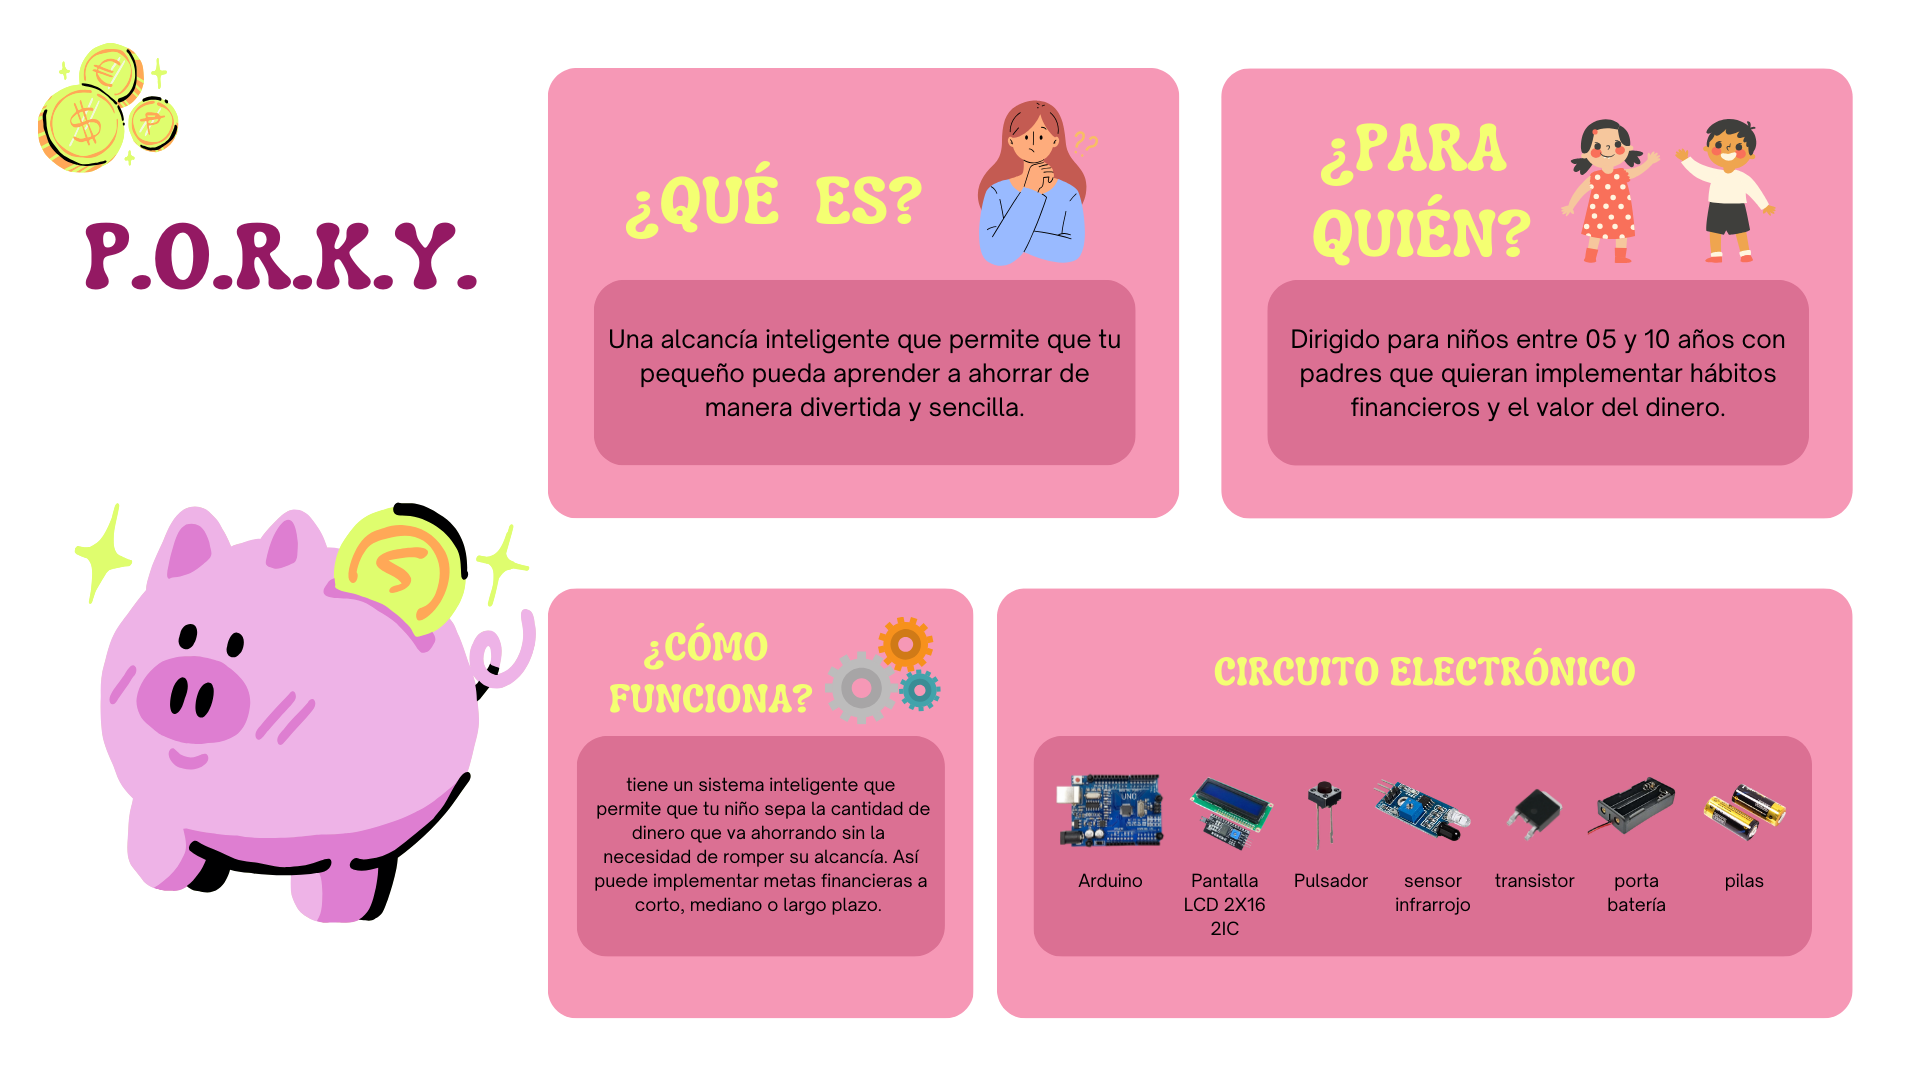 P.O.R.K.Y.
¿QUÉ ES?
??
Una alcancía inteligente que permite que tu
pequeño pueda aprender a ahorrar de
manera divertida y sencilla.
¿PARA
QUIÉN?
Dirigido para niños entre 05 y 10 años con
padres que quieran implementar hábitos
financieros y el valor del dinero.
¿CÓMO
FUNCIONA?
tiene un sistema inteligente que
permite que tu niño sepa la cantidad de
dinero que va ahorrando sin la
necesidad de romper su alcancía. Así
puede implementar metas financieras a
corto, mediano o largo plazo.
CIRCUITO ELECTRÓNICO
UNO
Arduino
Pantalla
LCD 2X16
2IC
Pulsador
sensor
infrarrojo
transistor
porta
batería
pilas